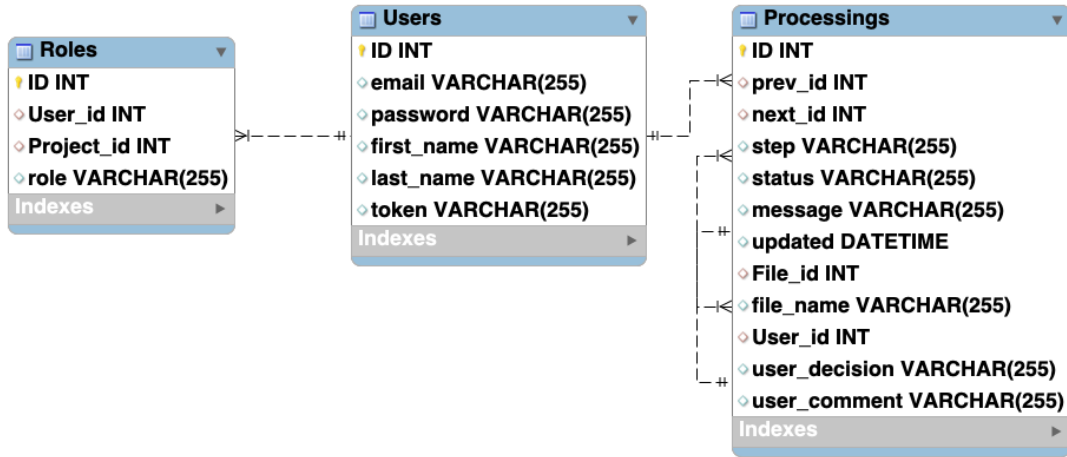 Roles
ID INT
User_id INT
Project_id INT
role VARCHAR(255)
Indexes
Users
ID INT
email VARCHAR(255)
password VARCHAR(255)
first_name VARCHAR(255)
last_name VARCHAR(255)
token VARCHAR(255)
Indexes
Processings
ID INT
prev_id INT
next_id INT
step VARCHAR(255)
status VARCHAR(255)
message VARCHAR(255)
updated DATETIME
File_id INT
file_name VARCHAR(255)
User_id INT
user_decision VARCHAR(255)
user_comment VARCHAR(255)
Indexes